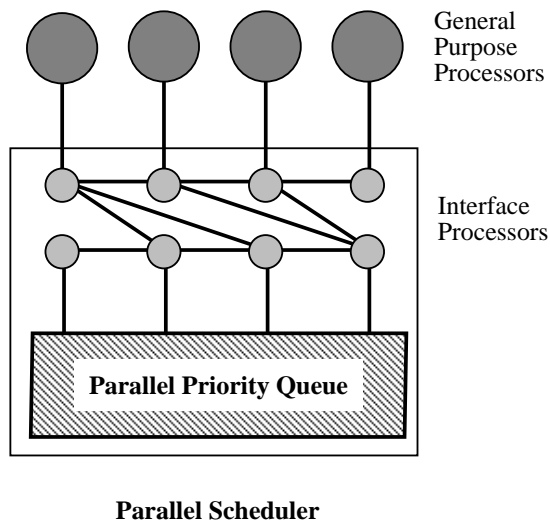 General
Purpose
Processors
Interface
Processors
Parallel Priority Queue
Parallel Scheduler